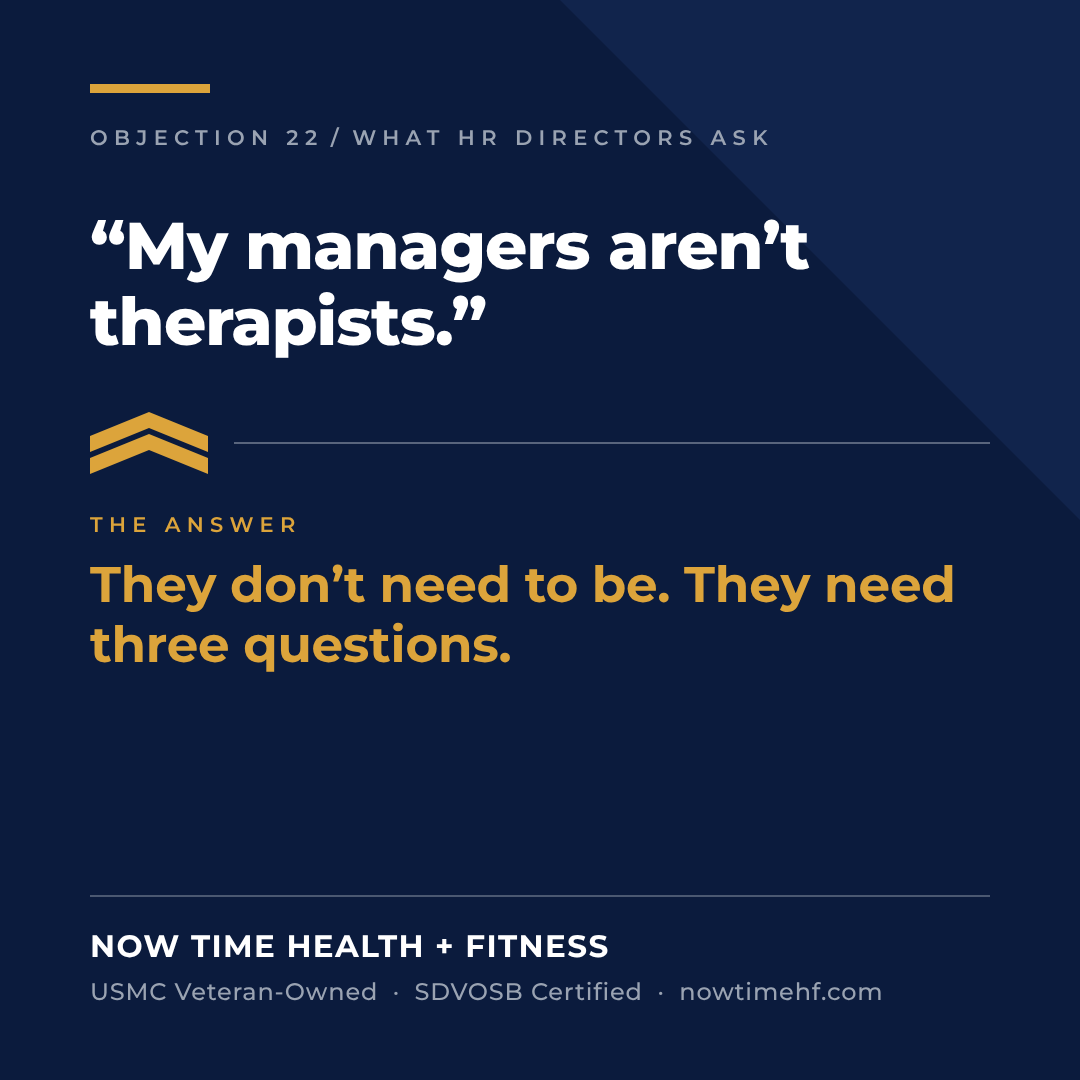 OBJECTION 22 / WHAT HR DIRECTORS ASK
“My managers aren’t
therapists.”
THE ANSWER
They don’t need to be. They need
three questions.
NOW TIME HEALTH + FITNESS
USMC Veteran-Owned · SDVOSB Certified · nowtimehf.com